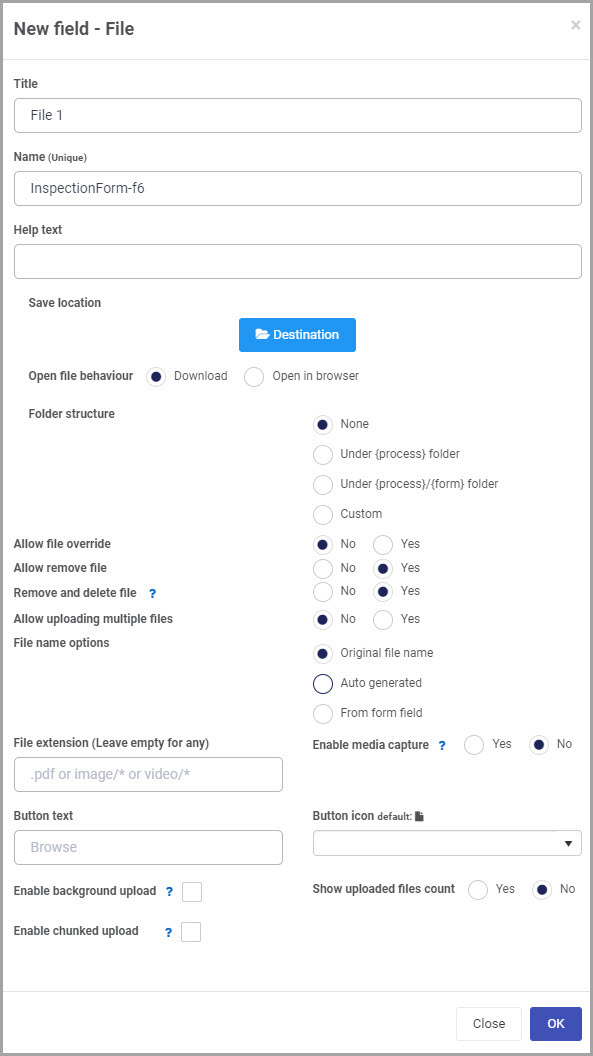 New field - File ×
Title
File 1
Name (Unique)
InspectionForm-f6
Help text
Save location
Destination
Open file behaviour Download Open in browser
Folder structure
None
Under {process} folder
Under {process}/{form} folder
Custom
Allow file override No Yes
Allow remove file No Yes
Remove and delete file ? No Yes
Allow uploading multiple files No Yes
File name options
Original file name
Auto generated
From form field
File extension (Leave empty for any) Enable media capture ? Yes No
.pdf or image/* or video/*
Button text Button icon default:
Browse
Enable background upload ? Show uploaded files count Yes No
Enable chunked upload ?
Close OK